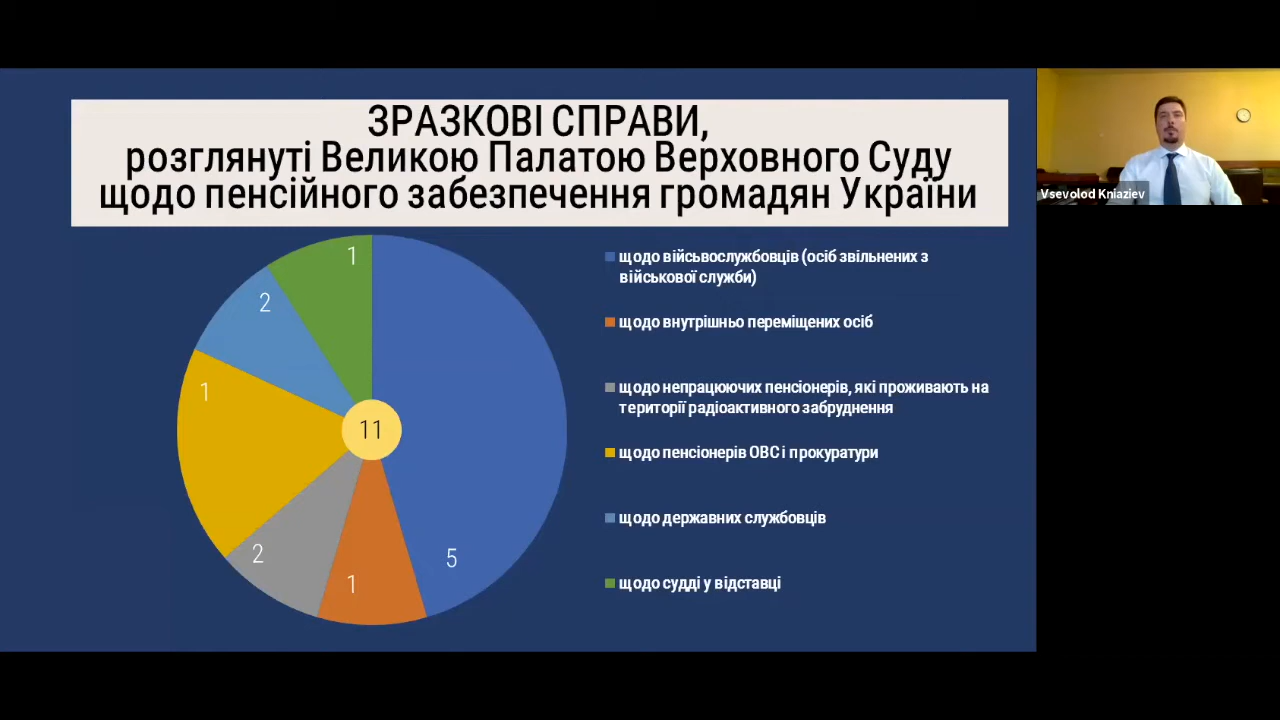 ЗРАЗКОВІ СПРАВИ,
розглянуті Великою Палатою Верховного Суду
щодо пенсійного забезпечення громадян України
Vsevolod Kniaziev
1
2
1
2
1
5
11
щодо військвослужбовців (осіб звільнених з
військової служби)
щодо внутрішньо переміщених осіб
щодо непрацюючих пенсіонерів, які проживають на
території радіоактивного забруднення
щодо пенсіонерів ОВС і прокуратури
щодо державних службовців
щодо судді у відставці